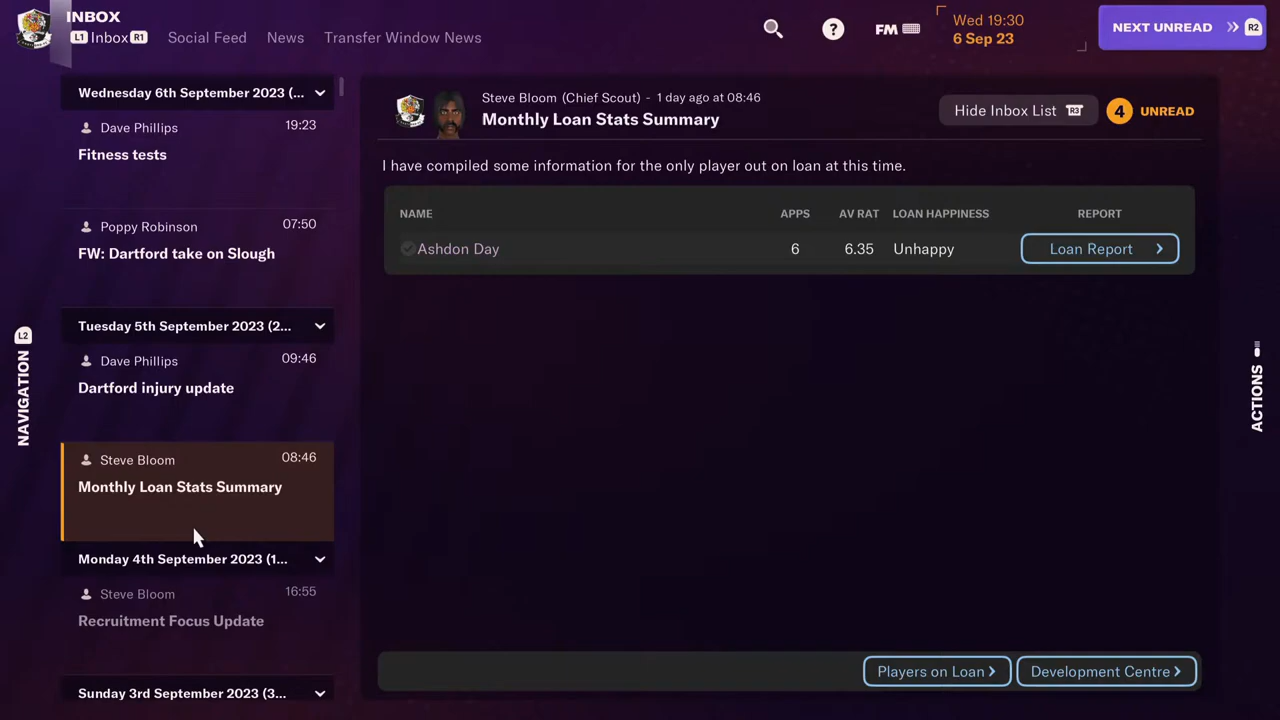 INBOX
L1 Inbox R1 Social Feed News Transfer Window News
? FM
Wed 19:30
6 Sep 23
NEXT UNREAD R2
Wednesday 6th September 2023 (...
Dave Phillips 19:23
Fitness tests
Poppy Robinson 07:50
FW: Dartford take on Slough
Tuesday 5th September 2023 (2...
Dave Phillips 09:46
Dartford injury update
Steve Bloom 08:46
Monthly Loan Stats Summary
Monday 4th September 2023 (1...
Steve Bloom 16:55
Recruitment Focus Update
Sunday 3rd September 2023 (3...
L2
NAVIGATION
Steve Bloom (Chief Scout) - 1 day ago at 08:46
Monthly Loan Stats Summary
Hide Inbox List R3 4 UNREAD
I have compiled some information for the only player out on loan at this time.
NAME APPS AV RAT LOAN HAPPINESS REPORT
Ashdon Day 6 6.35 Unhappy Loan Report
Players on Loan Development Centre
ACTIONS